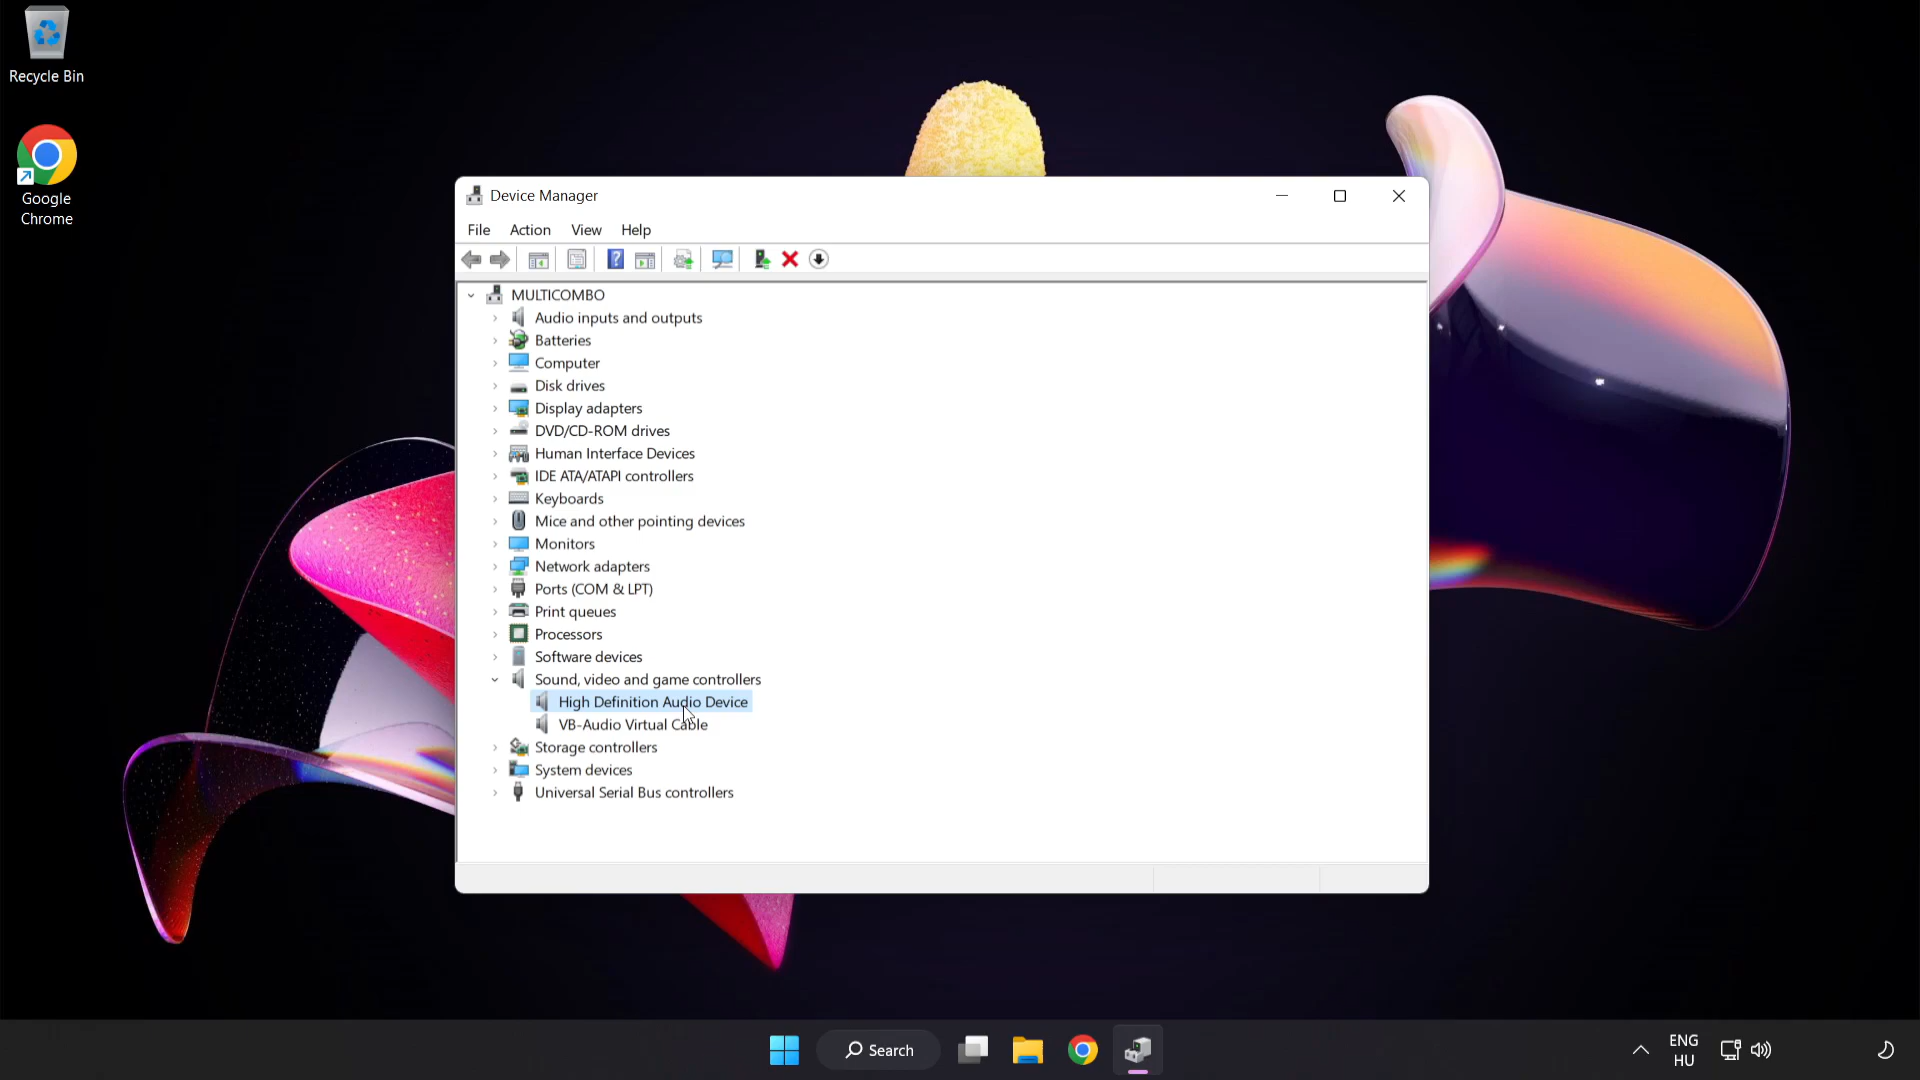 Recycle Bin
Google
Chrome
Device Manager
File Action View Help
MULTICOMBO
Audio inputs and outputs
Batteries
Computer
Disk drives
Display adapters
DVD/CD-ROM drives
Human Interface Devices
IDE ATA/ATAPI controllers
Keyboards
Mice and other pointing devices
Monitors
Network adapters
Ports (COM & LPT)
Print queues
Processors
Software devices
Sound, video and game controllers
High Definition Audio Device
VB-Audio Virtual Cable
Storage controllers
System devices
Universal Serial Bus controllers
Search
ENG
HU